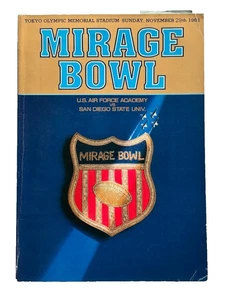 TOKYO OLYMPIC MEMORIAL STADIUM SUNDAY, NOVEMBER 29th 1981
MIRAGE
BOWL
U.S. AIR FORCE ACADEMY
VS
SAN DIEGO STATE UNIV.
MIRAGE BOWL